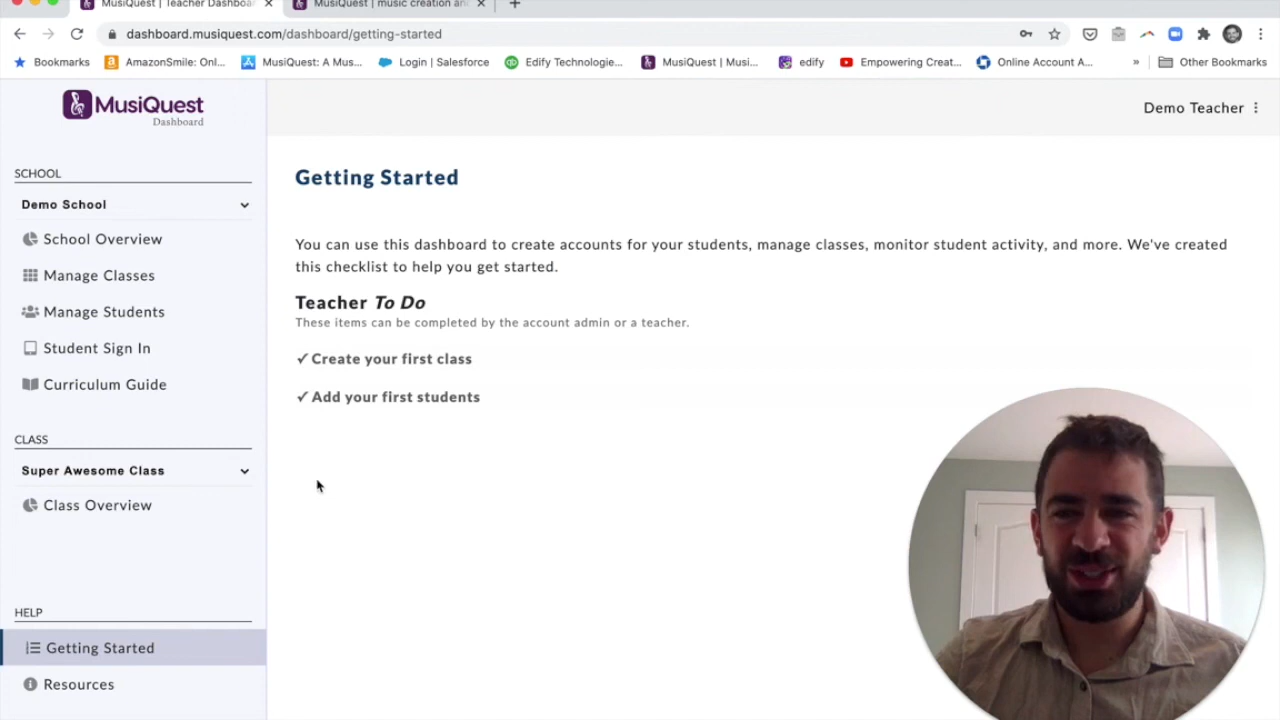 MusiQuest | Teacher Dashboa
MusiQuest | music creation and
dashboard.musiquest.com/dashboard/getting-started
Bookmarks
AmazonSmile: Onl...
MusiQuest: A Mus...
Login | Salesforce
Edify Technologie...
MusiQuest | Musi...
edify
Empowering Creat...
Online Account A...
»
Other Bookmarks
MusiQuest
Dashboard
Demo Teacher
SCHOOL
Demo School
School Overview
Manage Classes
Manage Students
Student Sign In
Curriculum Guide
CLASS
Super Awesome Class
Class Overview
HELP
Getting Started
Resources
Getting Started
You can use this dashboard to create accounts for your students, manage classes, monitor student activity, and more. We've created
this checklist to help you get started.
Teacher To Do
These items can be completed by the account admin or a teacher.
✓ Create your first class
✓ Add your first students